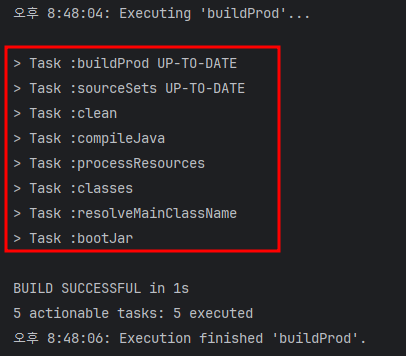 오후 8:48:04: Executing 'buildProd'...
> Task :buildProd UP-TO-DATE
> Task :sourceSets UP-TO-DATE
> Task :clean
> Task :compileJava
> Task :processResources
> Task :classes
> Task :resolveMainClassName
> Task :bootJar
BUILD SUCCESSFUL in 1s
5 actionable tasks: 5 executed
오후 8:48:06: Execution finished 'buildProd'.